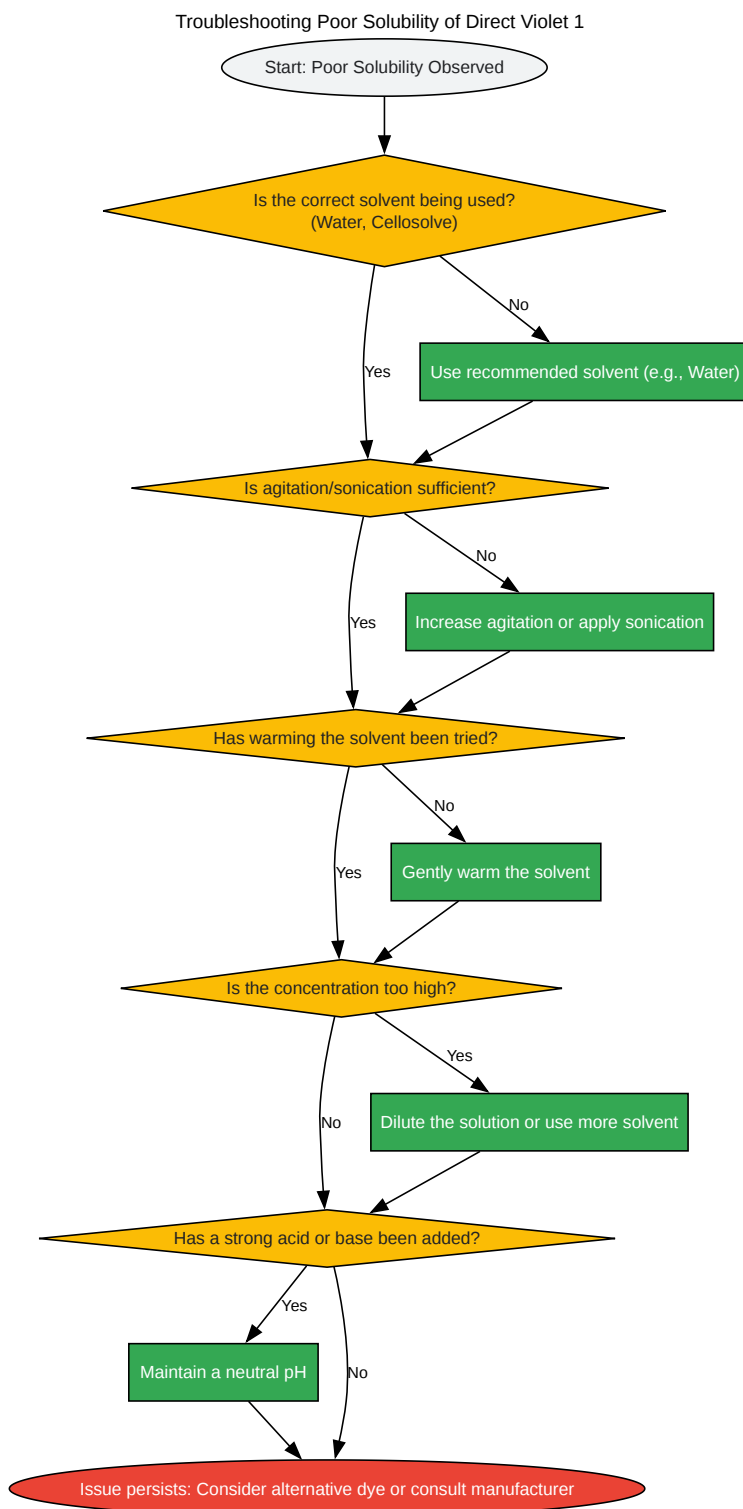 Troubleshooting Poor Solubility of Direct Violet 1
Start: Poor Solubility Observed
Is the correct solvent being used?
(Water, Cellosolve)
No
Yes
Use recommended solvent (e.g., Water)
Is agitation/sonication sufficient?
No
Yes
Increase agitation or apply sonication
Has warming the solvent been tried?
No
Yes
Gently warm the solvent
Is the concentration too high?
Yes
No
Dilute the solution or use more solvent
Has a strong acid or base been added?
Yes
Maintain a neutral pH
No
Issue persists: Consider alternative dye or consult manufacturer